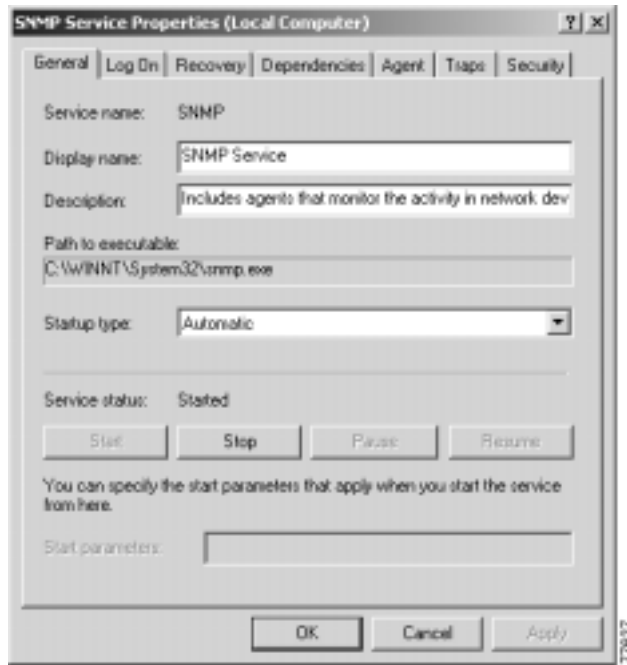 SNMP Service Properties (Local Computer)
General Log On Recovery Dependencies Agent Traps Security
Service name: SNMP
Display name: SNMP Service
Description: Includes agents that monitor the activity in network dev
Path to executable:
C:\WINNT\System32\snmp.exe
Startup type: Automatic
Service status: Started
Start Stop Pause Resume
You can specify the start parameters that apply when you start the service
from here.
Start parameters:
OK Cancel Apply